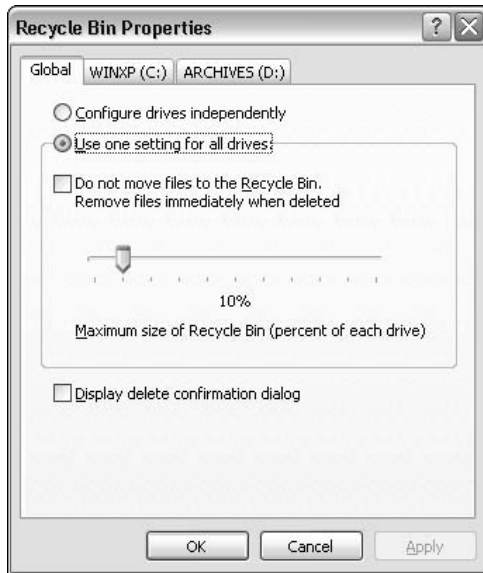 Recycle Bin Properties
Global WINXP (C:) ARCHIVES (D:)
Configure drives independently
Use one setting for all drives:
Do not move files to the Recycle Bin.
Remove files immediately when deleted
10%
Maximum size of Recycle Bin (percent of each drive)
Display delete confirmation dialog
OK Cancel Apply